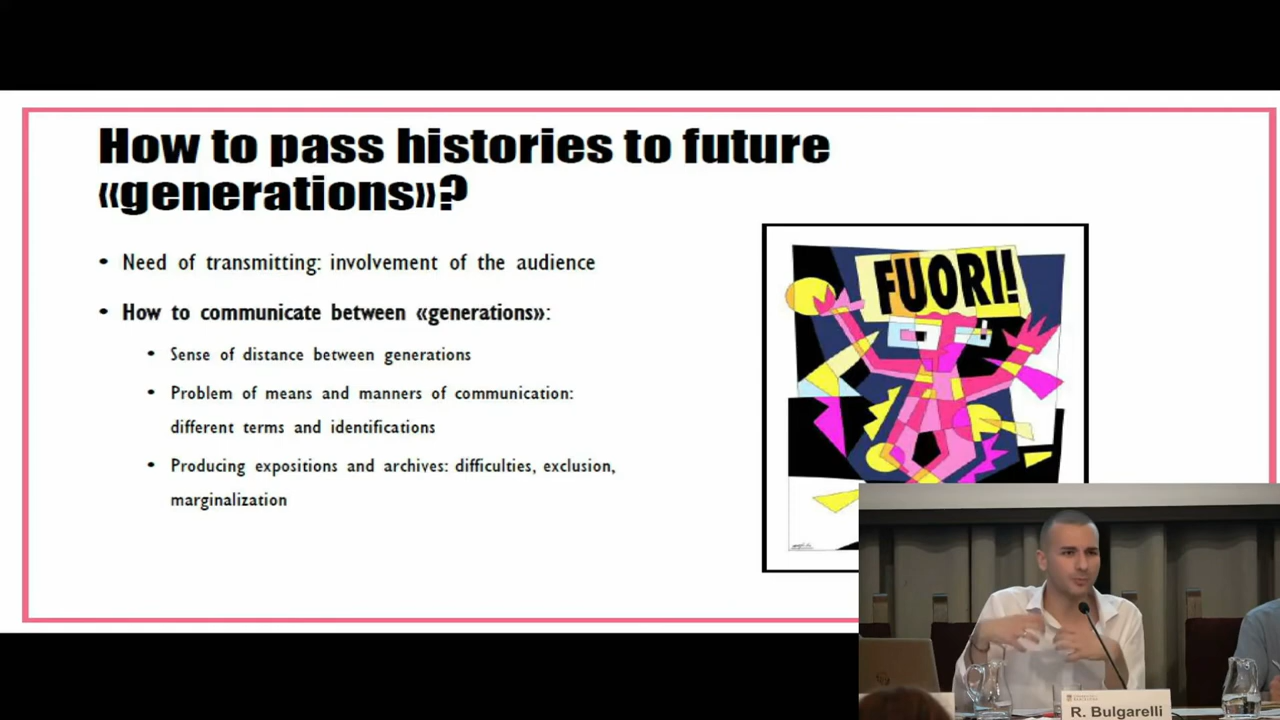 How to pass histories to future
«generations»?
• Need of transmitting: involvement of the audience
• How to communicate between «generations»:
• Sense of distance between generations
• Problem of means and manners of communication:
different terms and identifications
• Producing expositions and archives: difficulties, exclusion,
marginalization
FUORI!
R. Bulgarelli